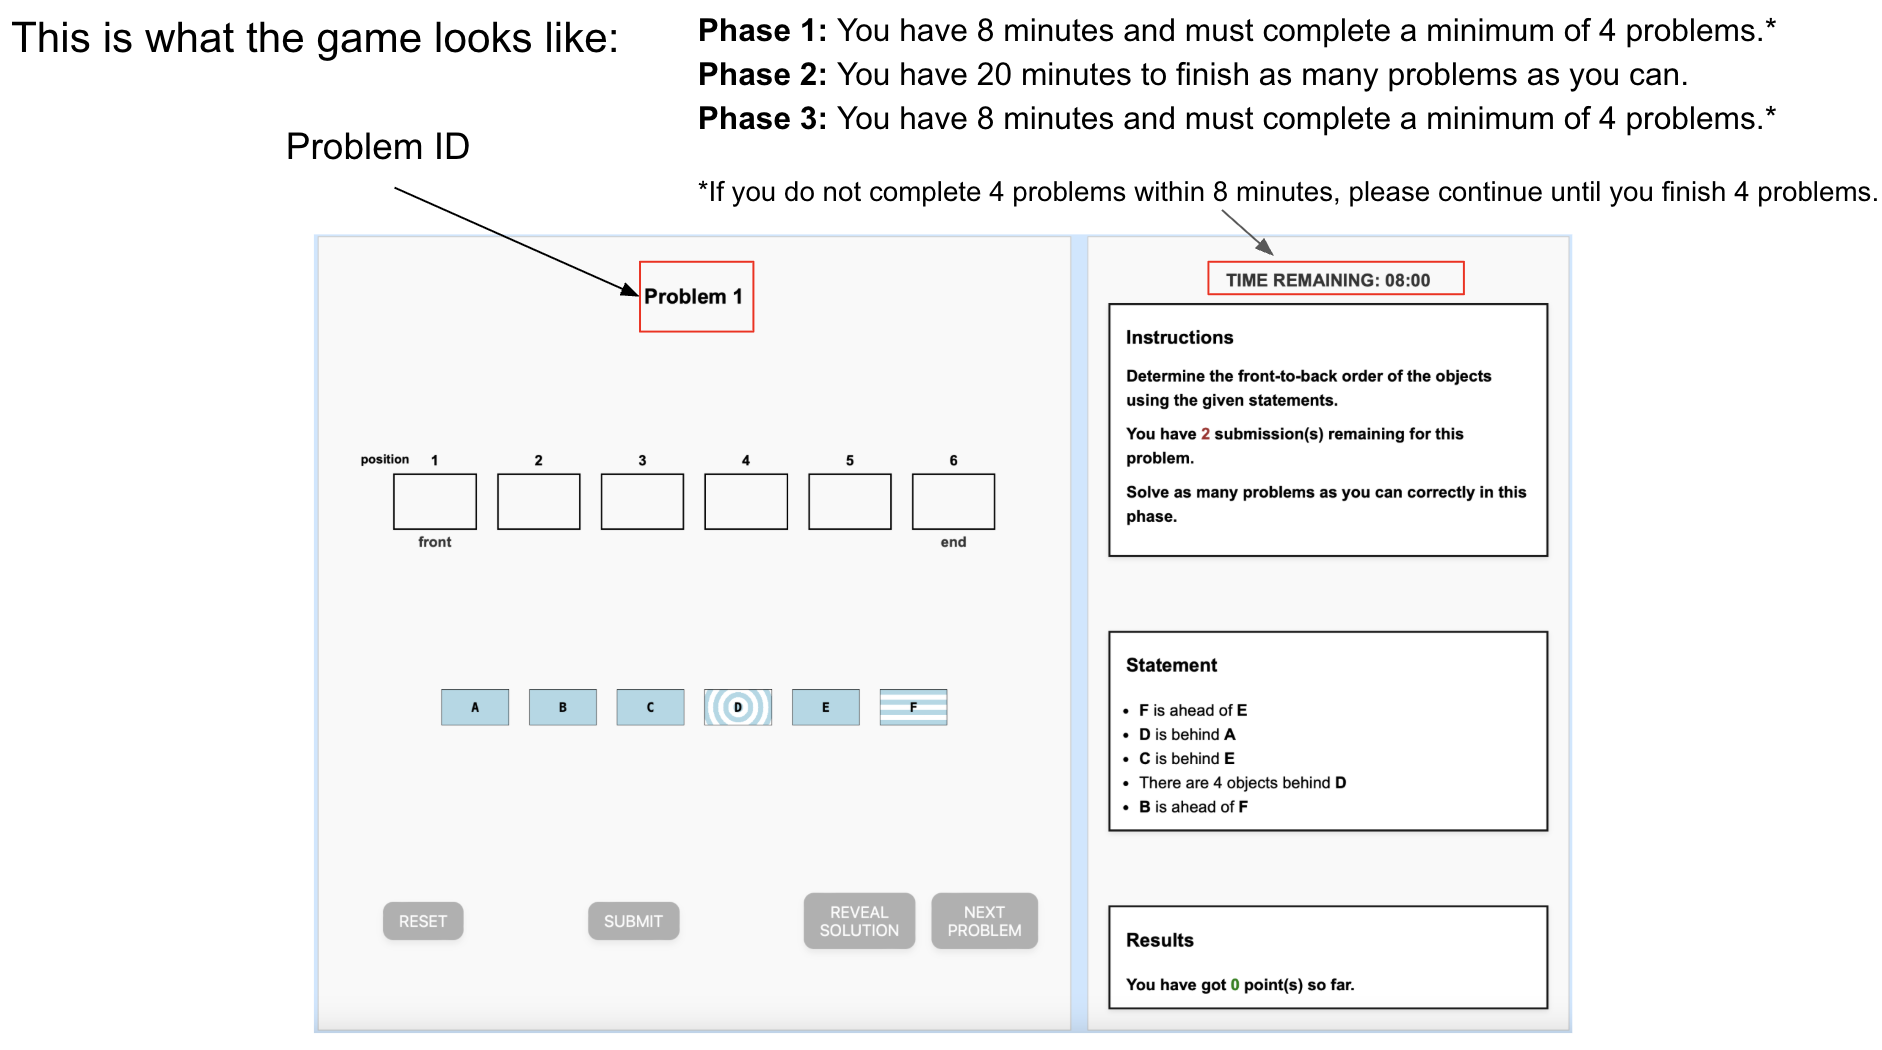 This is what the game looks like:
Phase 1: You have 8 minutes and must complete a minimum of 4 problems.*
Phase 2: You have 20 minutes to finish as many problems as you can.
Phase 3: You have 8 minutes and must complete a minimum of 4 problems.*
*If you do not complete 4 problems within 8 minutes, please continue until you finish 4 problems.
Problem ID
Problem 1
position 1 2 3 4 5 6
front end
A B C D E F
RESET
SUBMIT
REVEAL
SOLUTION
NEXT
PROBLEM
TIME REMAINING: 08:00
Instructions
Determine the front-to-back order of the objects
using the given statements.
You have 2 submission(s) remaining for this
problem.
Solve as many problems as you can correctly in this
phase.
Statement
• F is ahead of E
• D is behind A
• C is behind E
• There are 4 objects behind D
• B is ahead of F
Results
You have got 0 point(s) so far.